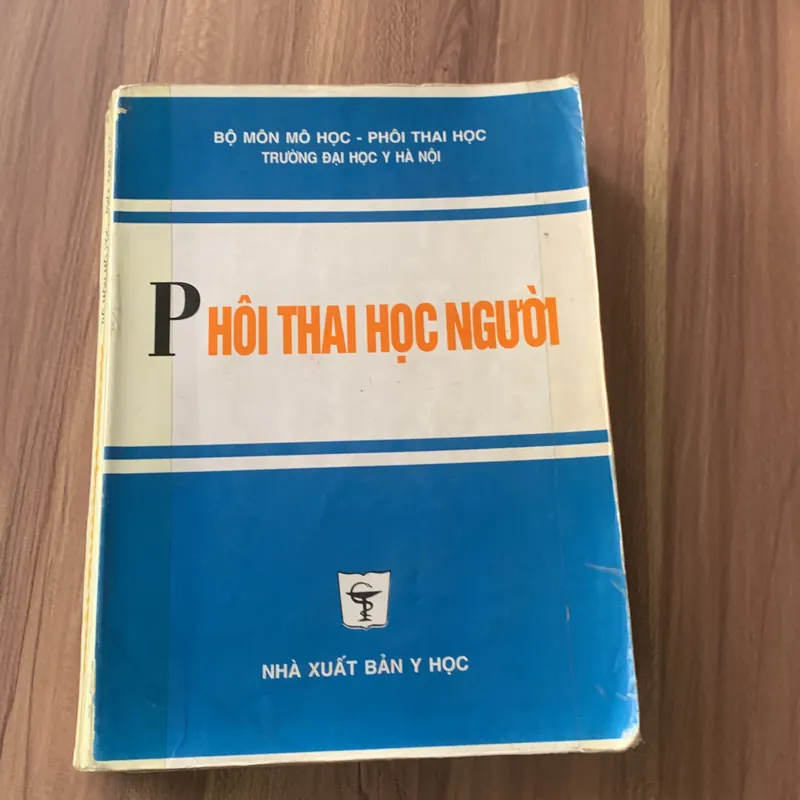 BỘ MÔN MÔ HỌC - PHÔI THAI HỌC
TRƯỜNG ĐẠI HỌC Y HÀ NỘI
PHÔI THAI HỌC NGƯỜI
NHÀ XUẤT BẢN Y HỌC